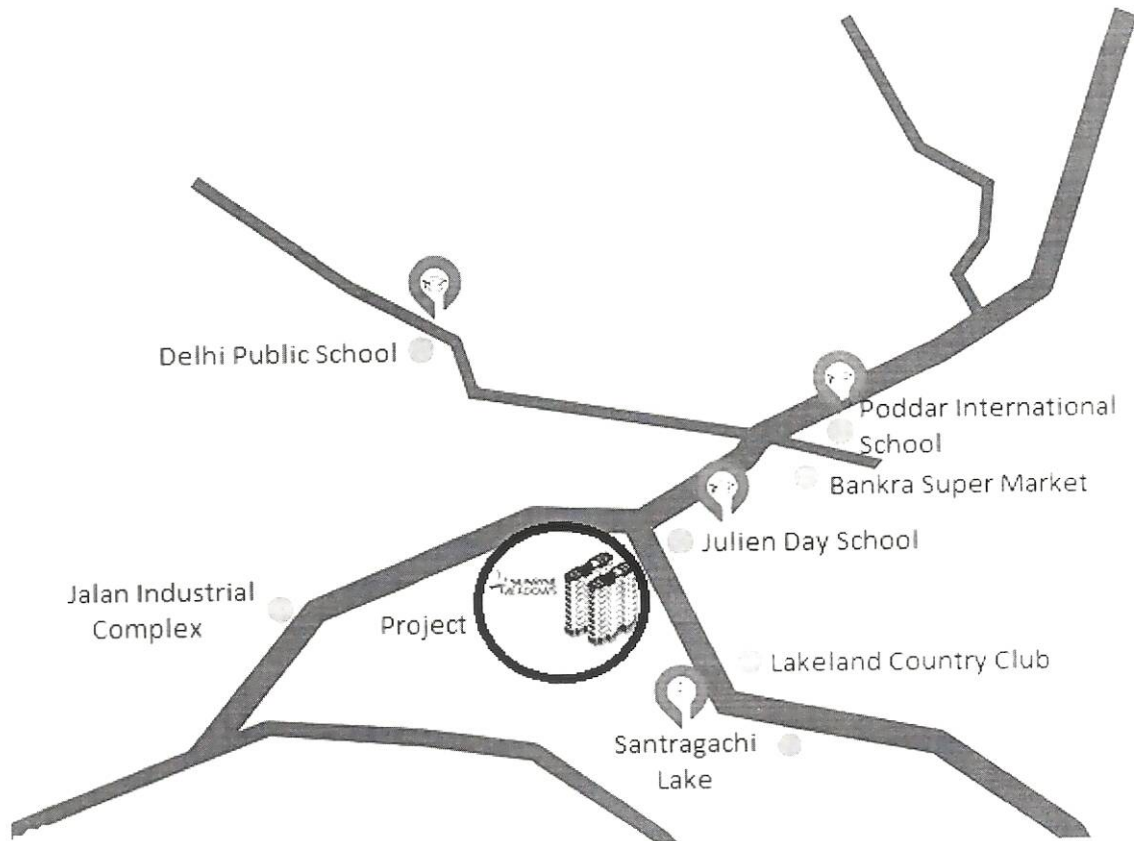 Delhi Public School
Poddar International
School
Bankra Super Market
Julien Day School
Jalan Industrial
Complex
Project
MEADOWS
Lakeland Country Club
Santragachi
Lake